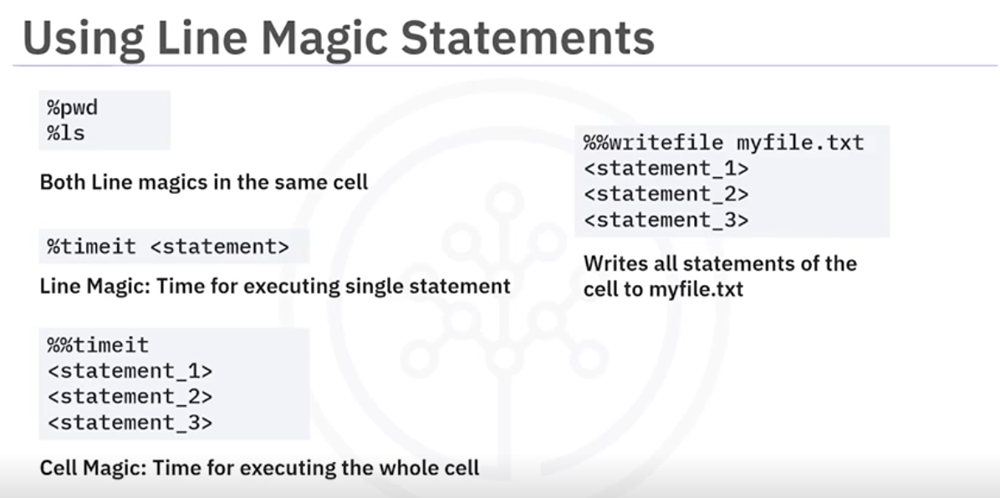 Using Line Magic Statements
%pwd
%ls
Both Line magics in the same cell
%timeit <statement>
Line Magic: Time for executing single statement
%%timeit
<statement_1>
<statement_2>
<statement_3>
Cell Magic: Time for executing the whole cell
%%writefile myfile.txt
<statement_1>
<statement_2>
<statement_3>
Writes all statements of the
cell to myfile.txt